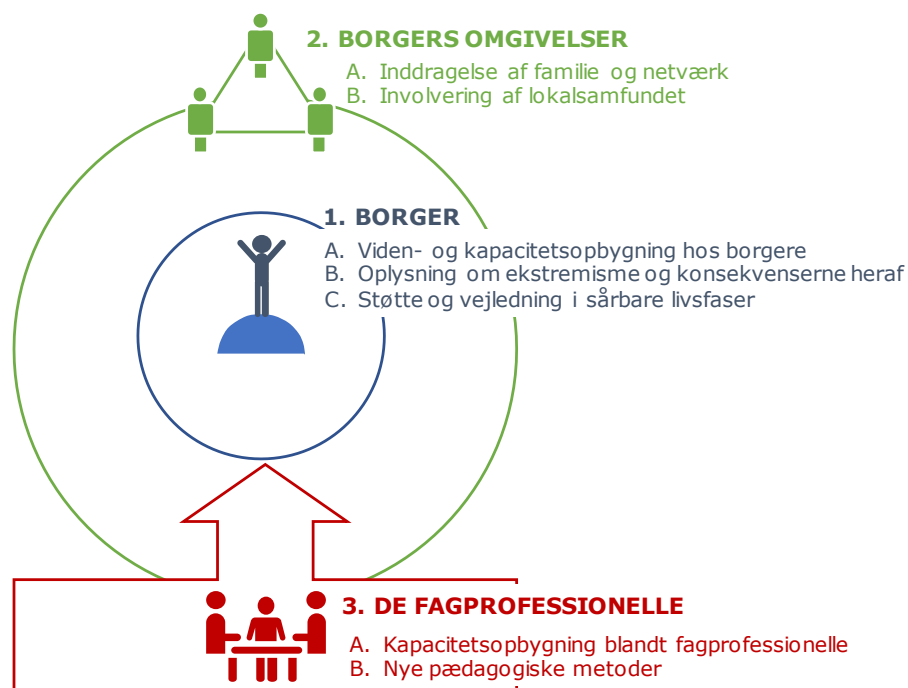 2. BORGERS OMGIVELSER
A. Inddragelse af familie og netværk
B. Involvering af lokalsamfundet
1. BORGER
A. Viden- og kapacitetsopbygning hos borgere
B. Oplysning om ekstremisme og konsekvenserne heraf
C. Støtte og vejledning i sårbare livsfaser
3. DE FAGPROFESSIONELLE
A. Kapacitetsopbygning blandt fagprofessionelle
B. Nye pædagogiske metoder